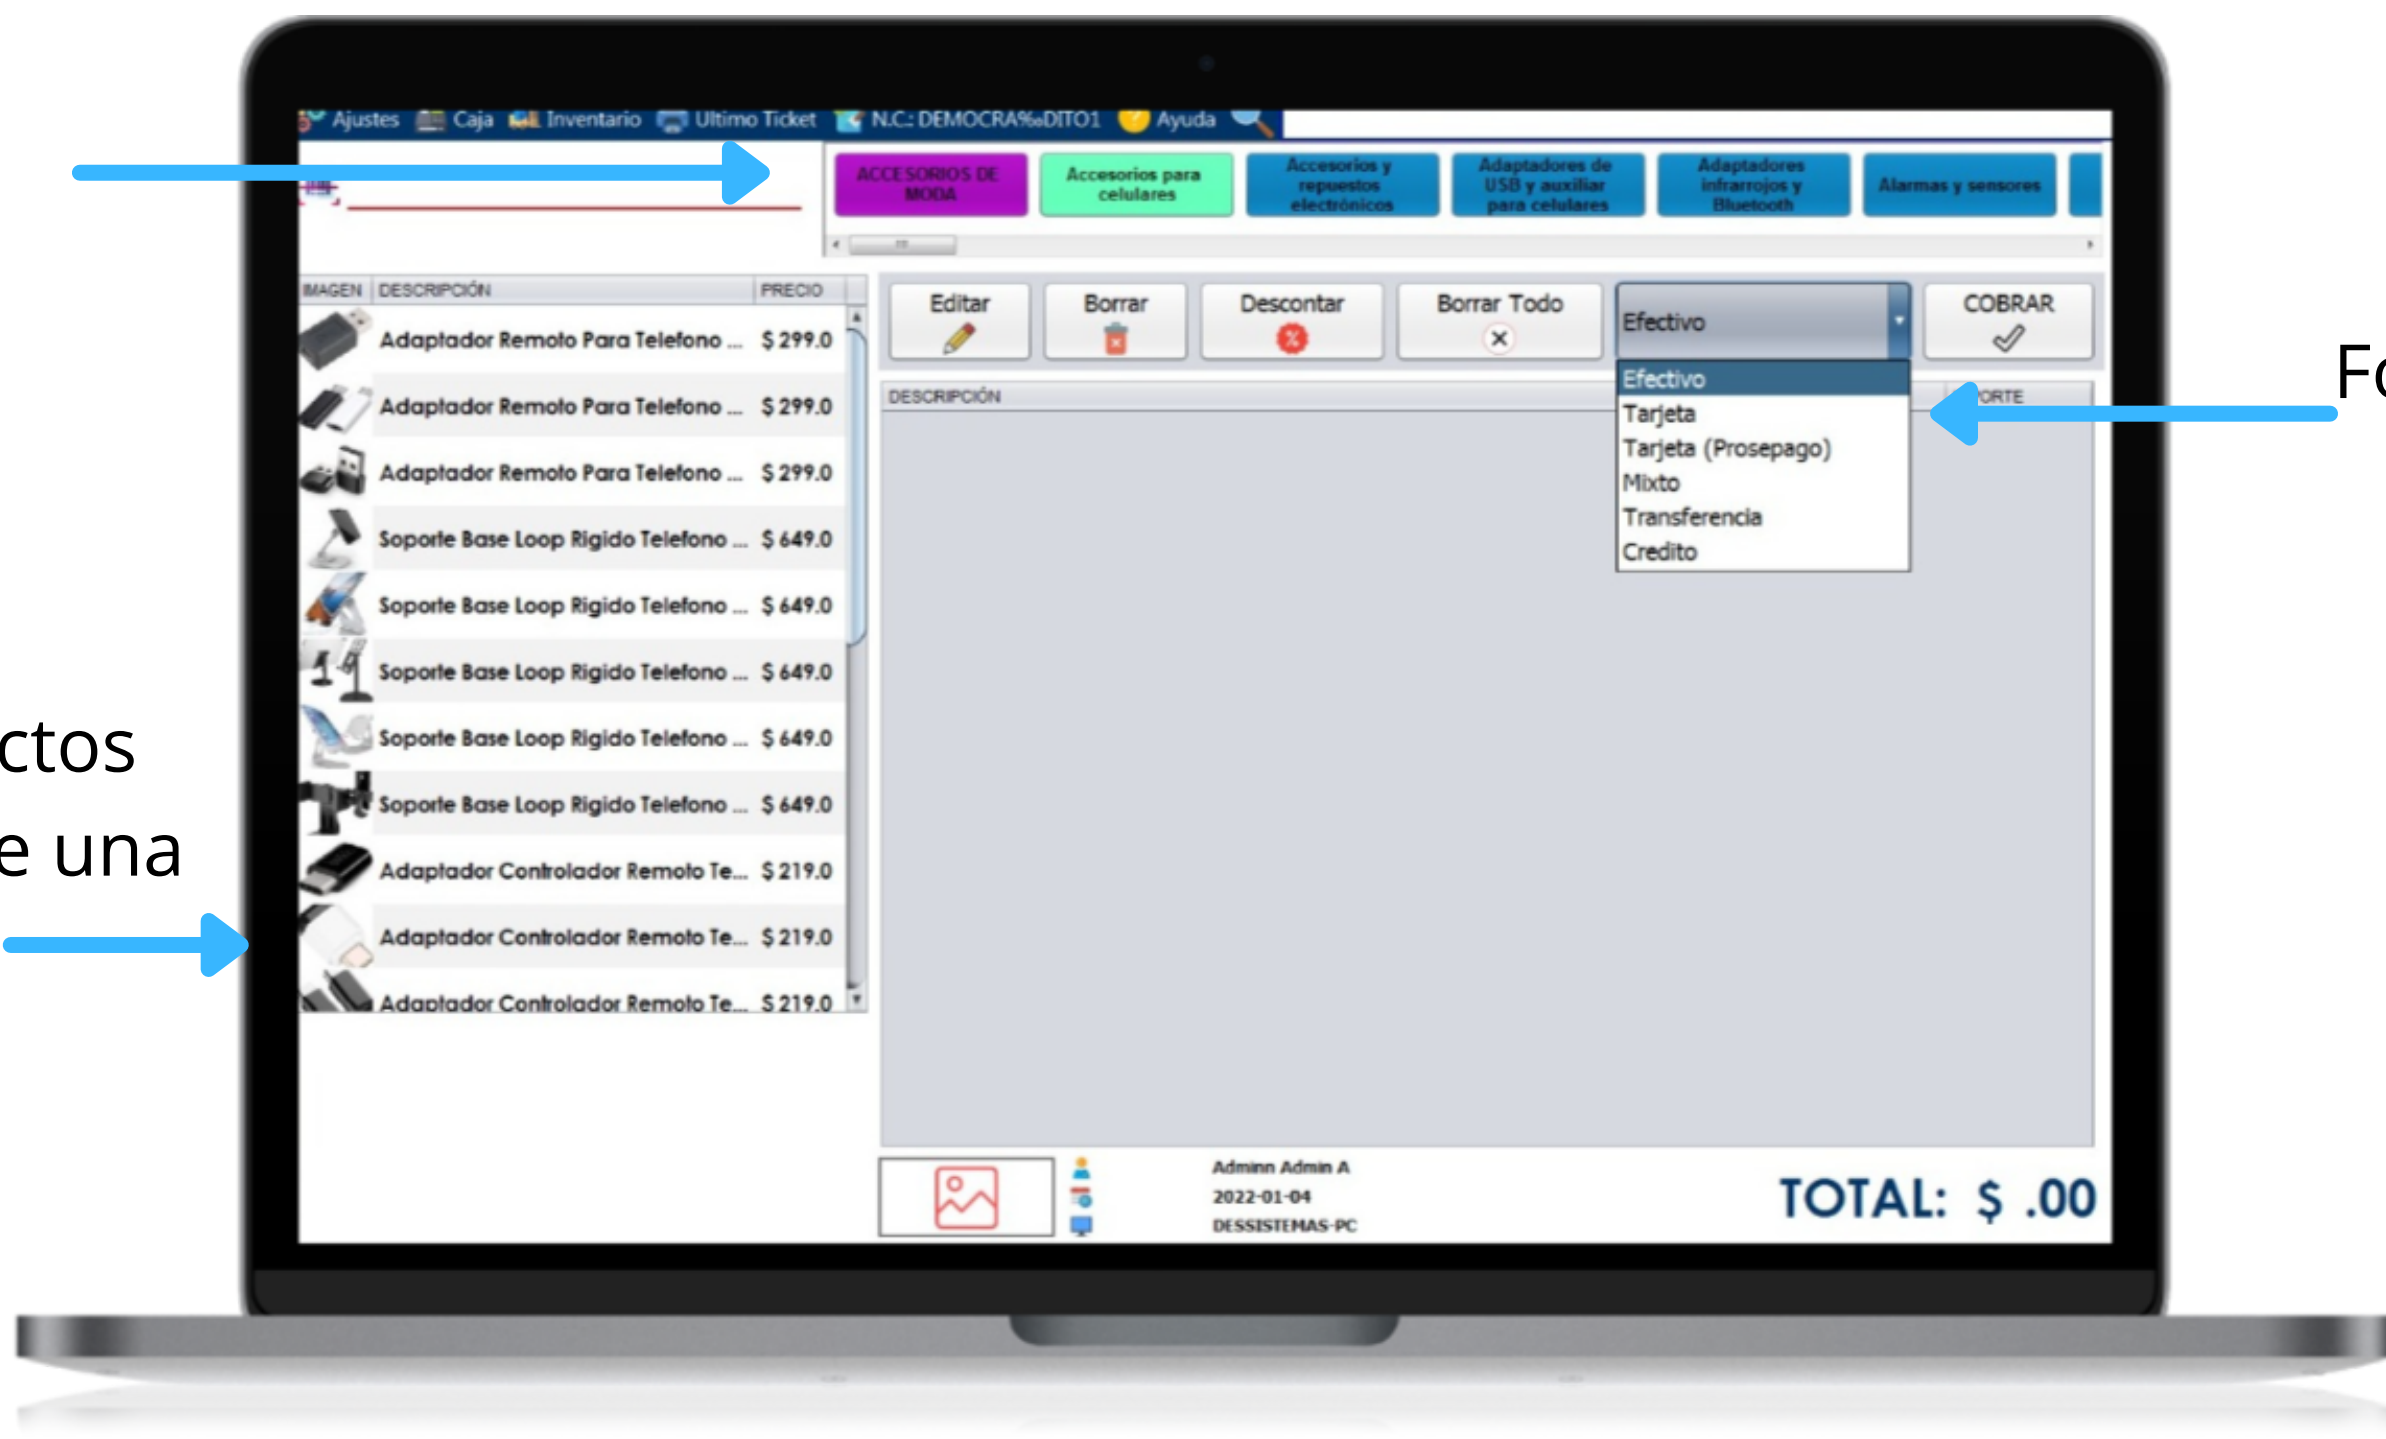 Ajustes Caja Inventario Ultimo Ticket N.C.: DEMOCRA‰DITO1 Ayuda
ACCESORIOS DE
MODA
Accesorios para
celulares
Accesorios y
repuestos
electrónicos
Adaptadores de
USB y auxiliar
para celulares
Adaptadores
infrarrojos y
Bluetooth
Alarmas y sensores
IMAGEN DESCRIPCIÓN PRECIO
Adaptador Remoto Para Telefono ... $ 299.0
Adaptador Remoto Para Telefono ... $ 299.0
Adaptador Remoto Para Telefono ... $ 299.0
Soporte Base Loop Rigido Telefono ... $ 649.0
Soporte Base Loop Rigido Telefono ... $ 649.0
Soporte Base Loop Rigido Telefono ... $ 649.0
Soporte Base Loop Rigido Telefono ... $ 649.0
Soporte Base Loop Rigido Telefono ... $ 649.0
Adaptador Controlador Remoto Te... $ 219.0
Adaptador Controlador Remoto Te... $ 219.0
Adaptador Controlador Remoto Te... $ 219.0
ctos
e una
Editar Borrar Descontar Borrar Todo Efectivo COBRAR
DESCRIPCIÓN PORTE
Efectivo
Tarjeta
Tarjeta (Prosepago)
Mixto
Transferencia
Credito
Fo
Adminn Admin A
2022-01-04
DESSISTEMAS-PC
TOTAL: $ .00